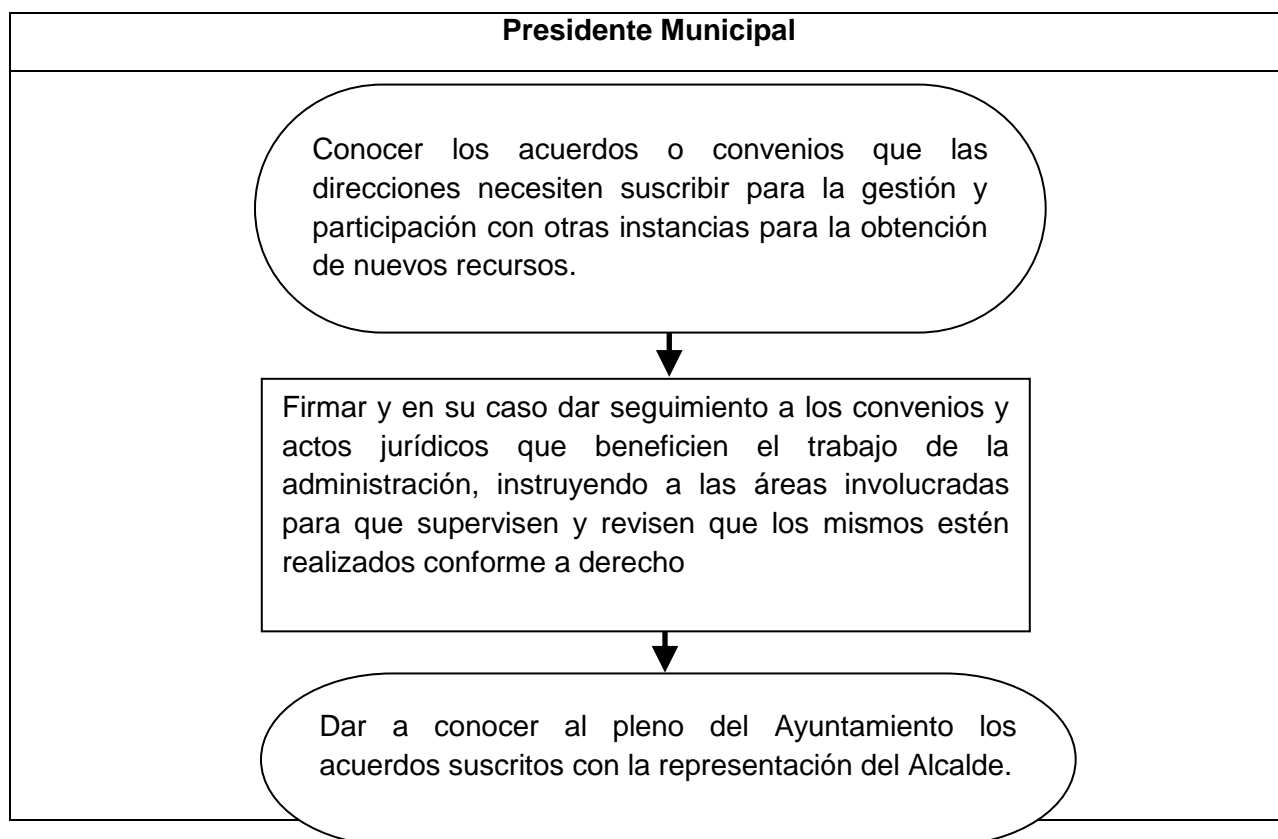 Presidente Municipal
Conocer los acuerdos o convenios que las
direcciones necesiten suscribir para la gestión y
participación con otras instancias para la obtención
de nuevos recursos.
Firmar y en su caso dar seguimiento a los convenios y
actos jurídicos que beneficien el trabajo de la
administración, instruyendo a las áreas involucradas
para que supervisen y revisen que los mismos estén
realizados conforme a derecho
Dar a conocer al pleno del Ayuntamiento los
acuerdos suscritos con la representación del Alcalde.